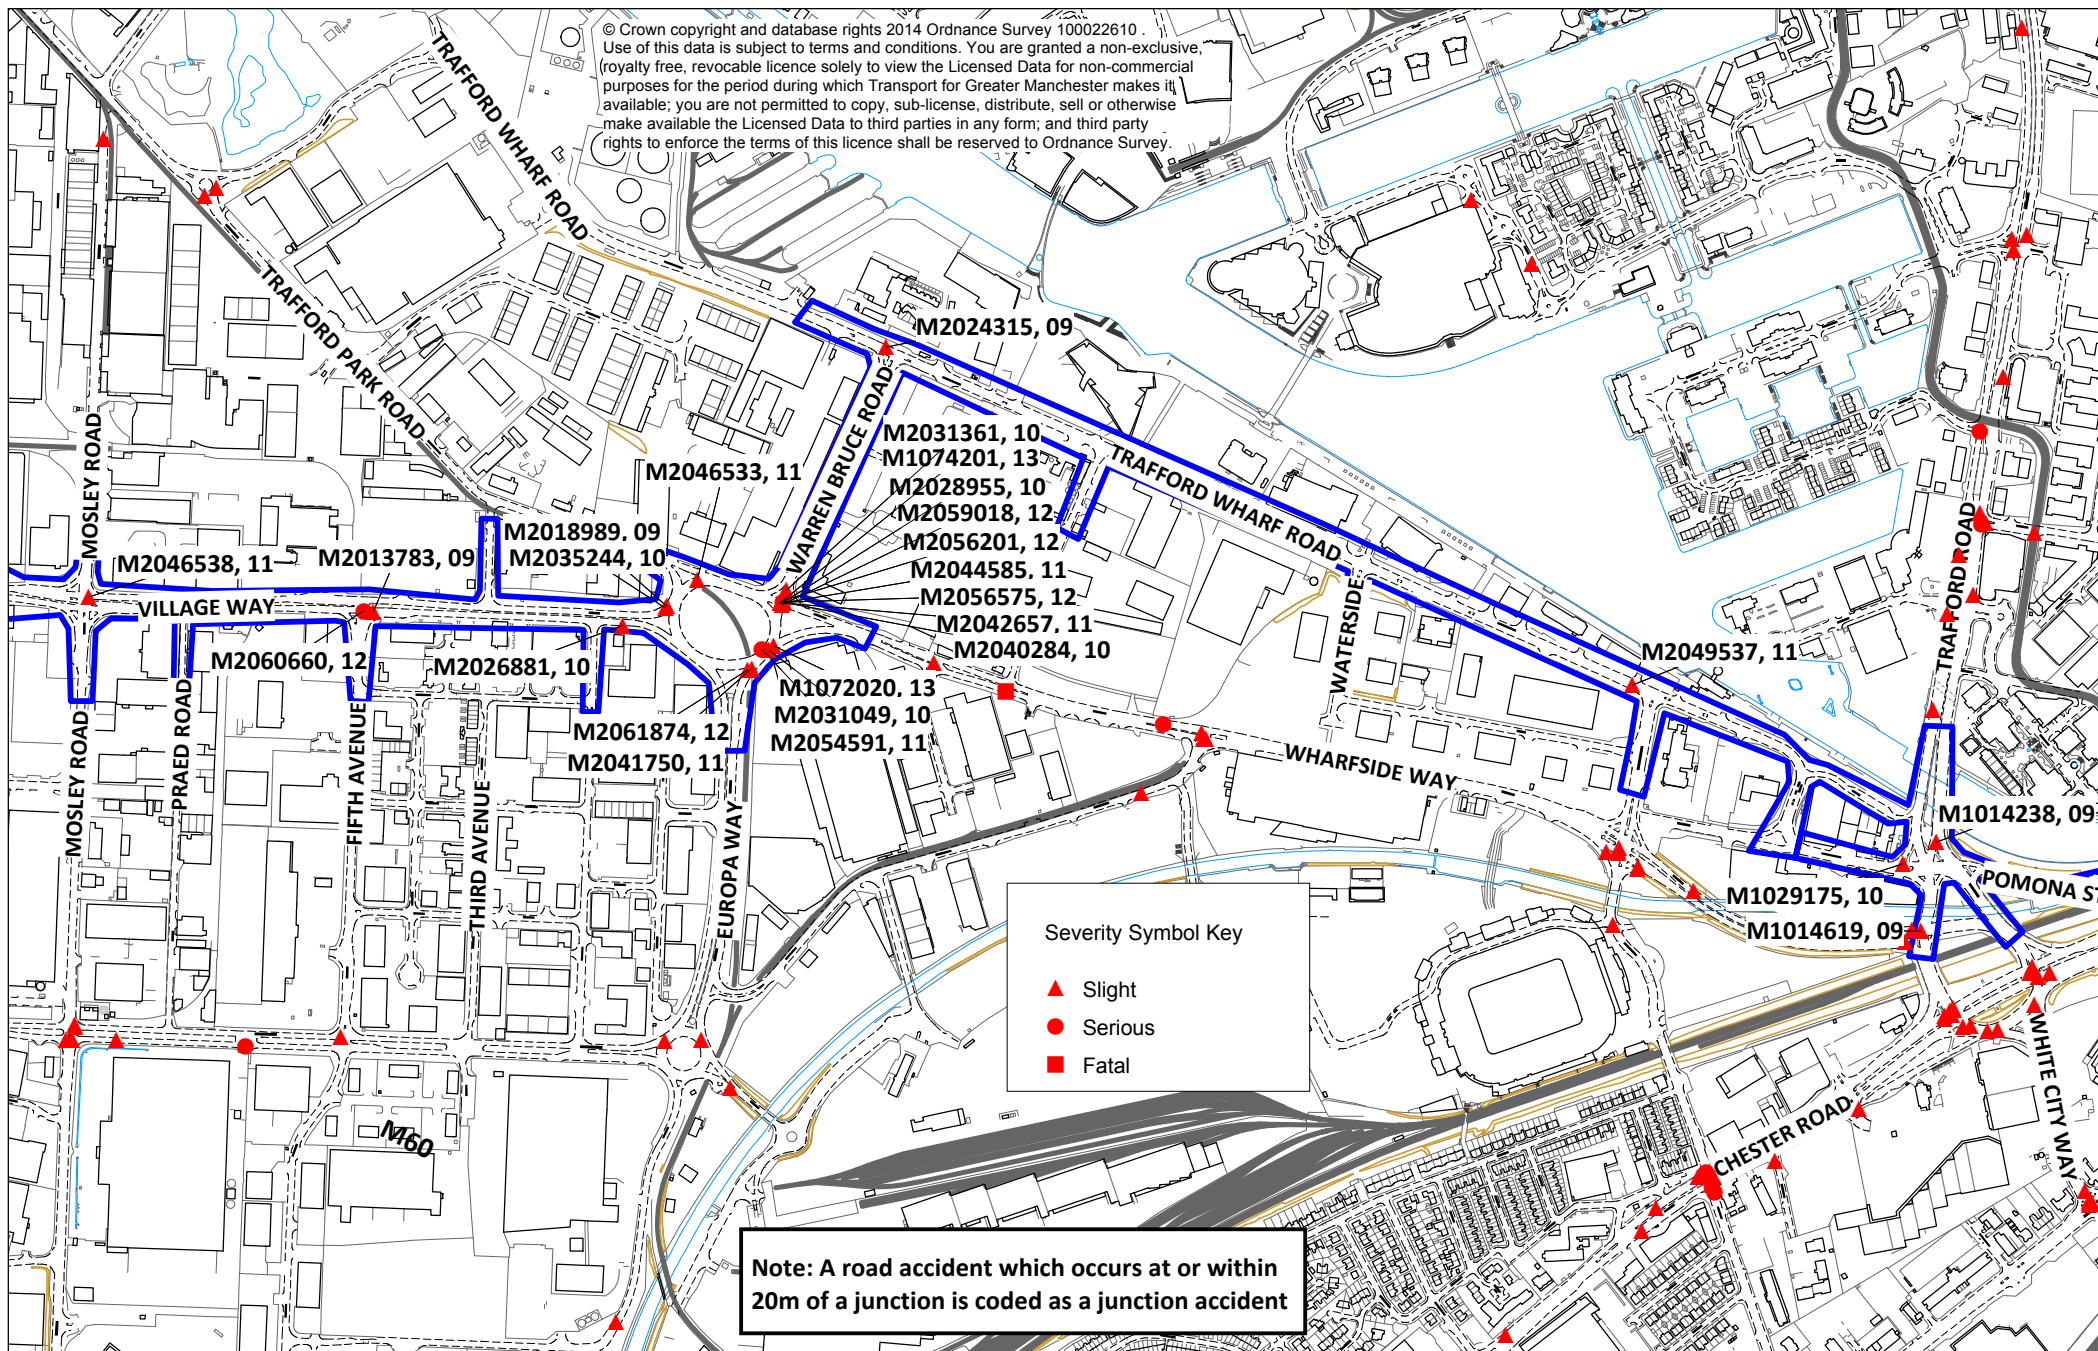 © Crown copyright and database rights 2014 Ordnance Survey 100022610 .
Use of this data is subject to terms and conditions. You are granted a non-exclusive,
royalty free, revocable licence solely to view the Licensed Data for non-commercial
purposes for the period during which Transport for Greater Manchester makes it
available; you are not permitted to copy, sub-license, distribute, sell or otherwise
make available the Licensed Data to third parties in any form; and third party
rights to enforce the terms of this licence shall be reserved to Ordnance Survey.
TRAFFORD WHARF ROAD
TRAFFORD PARK ROAD
M2024315, 09
WARREN BRUCE ROAD
MOSLEY ROAD
M2031361, 10
M1074201, 13
M2028955, 10
M2059018, 12
M2056201, 12
M2044585, 11
M2056575, 12
M2042657, 11
M2040284, 10
M2046533, 11
TRAFFORD WHARF ROAD
M2018989, 09
M2035244, 10
M2013783, 09
M2046538, 11
VILLAGE WAY
M2060660, 12
M2026881, 10
WATERSIDE
TRAFFORD ROAD
M2049537, 11
M1072020, 13
M2031049, 10
M2054591, 11
M2061874, 12
M2041750, 11
MOSLEY ROAD
PRAED ROAD
FIFTH AVENUE
THIRD AVENUE
EUROPA WAY
WHARFSIDE WAY
M1014238, 09
POMONA ST
M1029175, 10
M1014619, 09
Severity Symbol Key
Slight
Serious
Fatal
WHITE CITY WAY
CHESTER ROAD
M60
Note: A road accident which occurs at or within
20m of a junction is coded as a junction accident